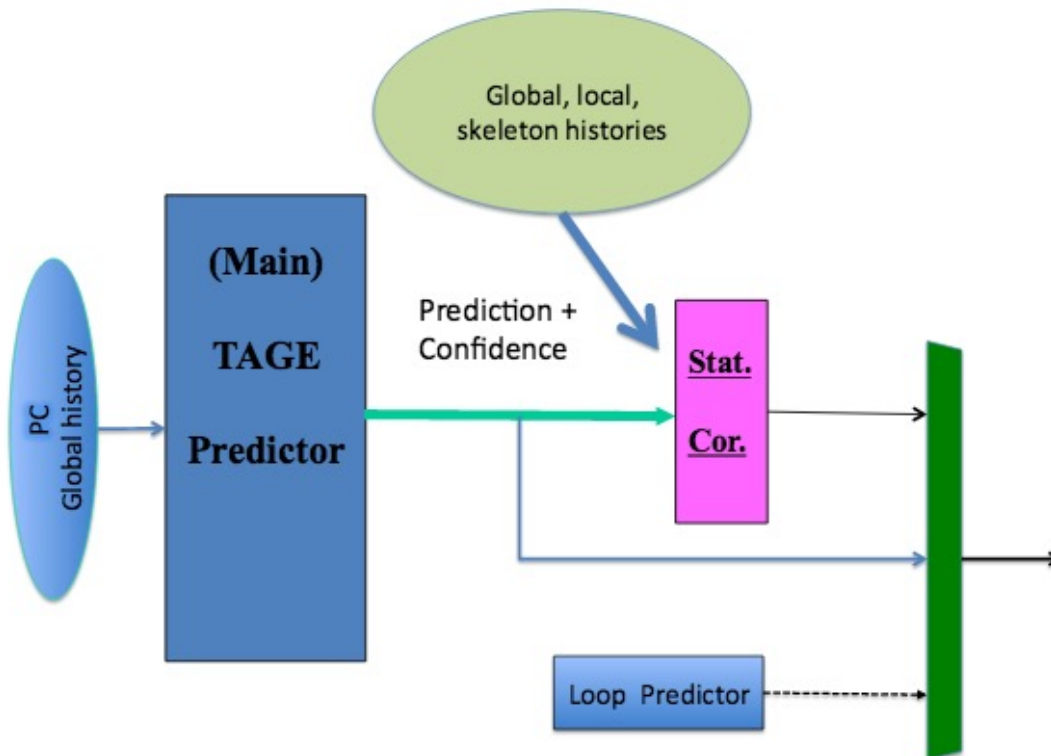 Global, local,
skeleton histories
(Main)
TAGE
Predictor
PC
Global history
Prediction +
Confidence
Stat.
Cor.
Loop Predictor